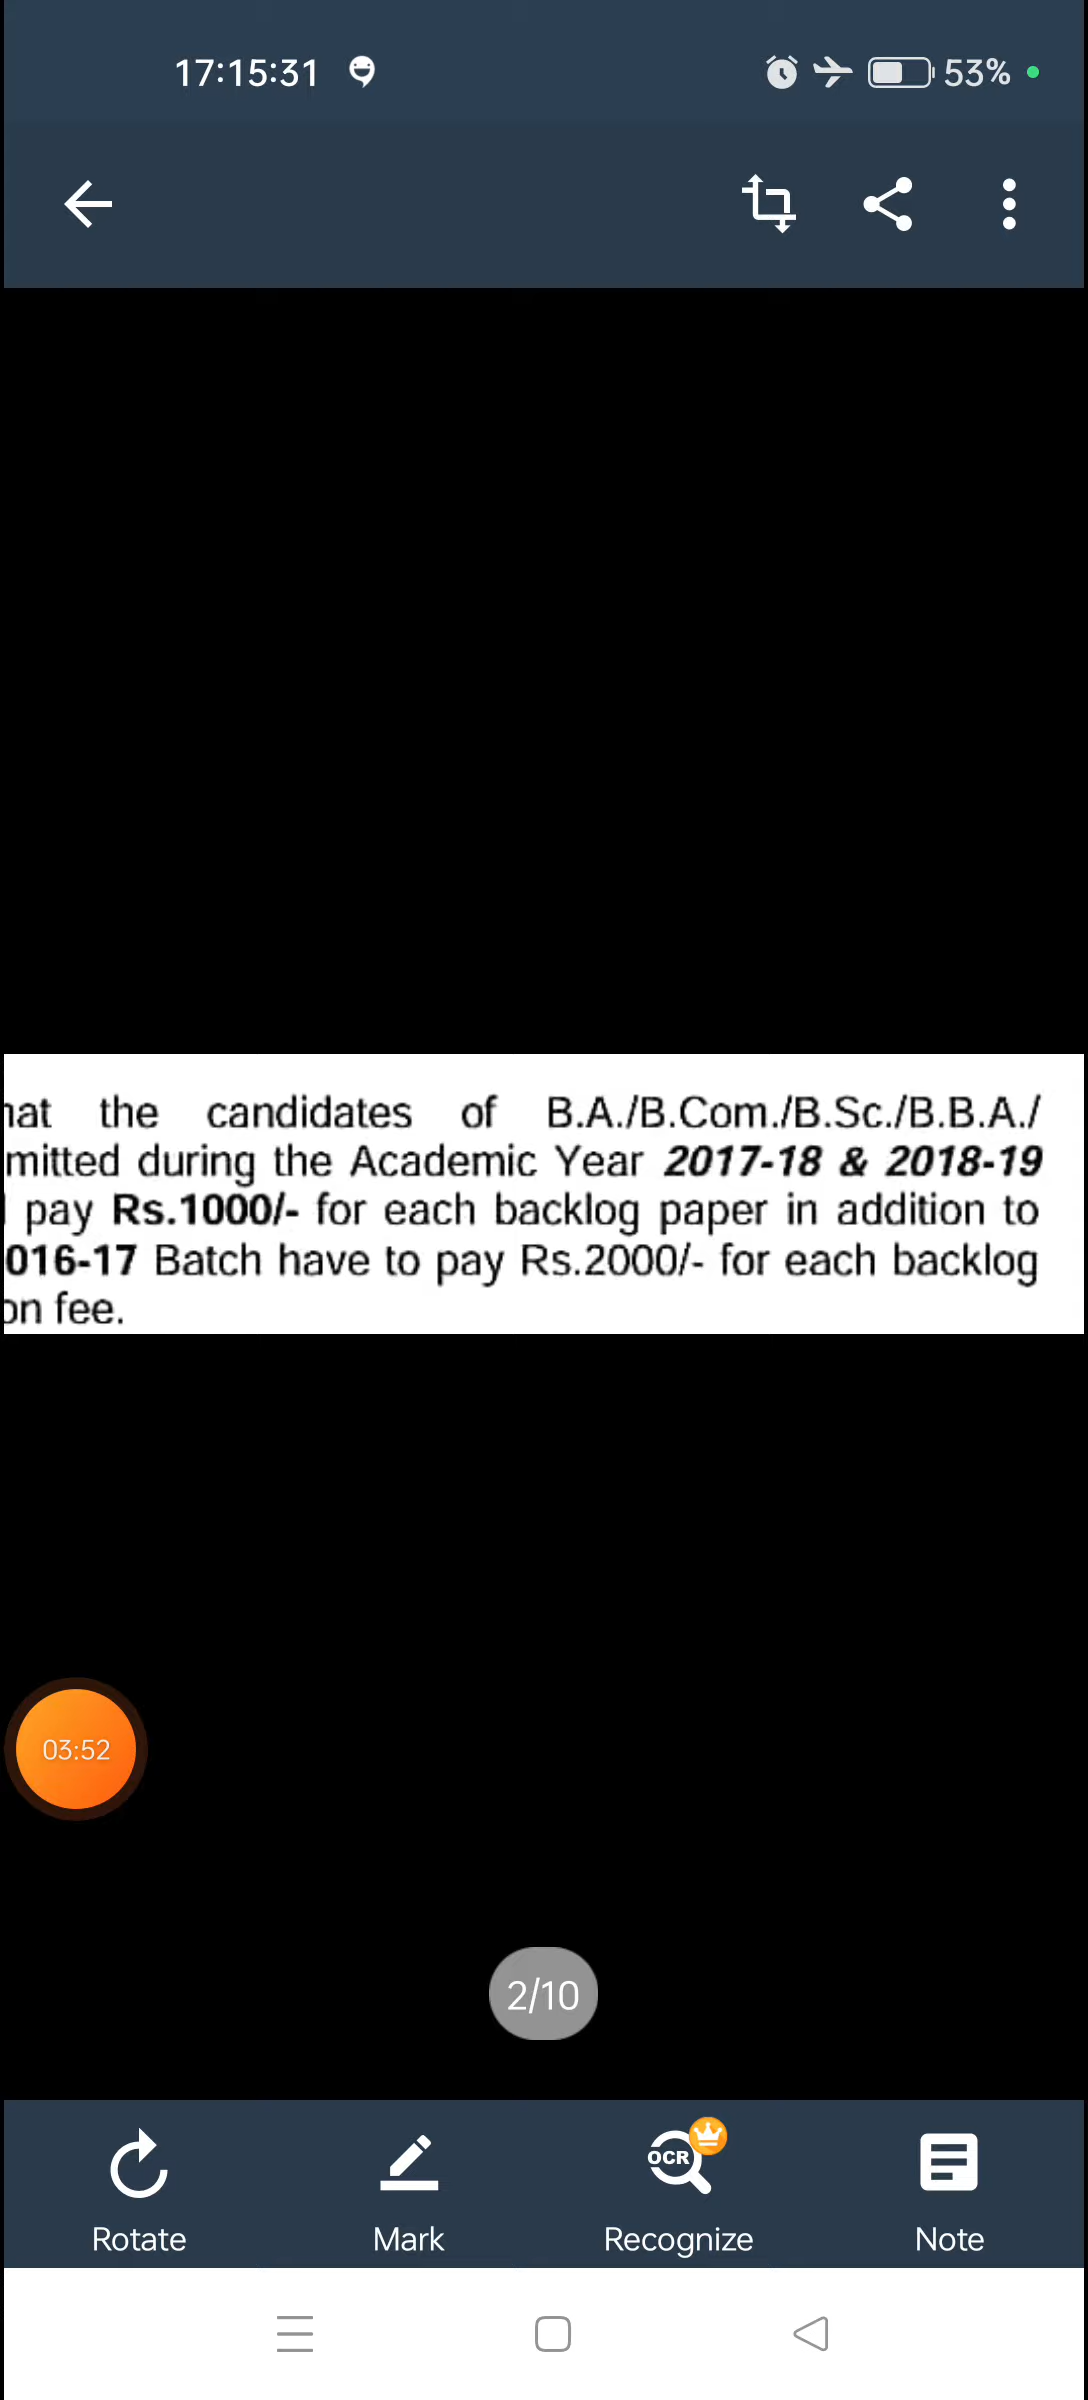 17:15:31 53%
the candidates of B.A./B.Com./B.Sc./B.B.A./
mitted during the Academic Year 2017-18 & 2018-19
pay Rs.1000/- for each backlog paper in addition to
016-17 Batch have to pay Rs.2000/- for each backlog
on fee.
03:52
2/10
OCR
Rotate Mark Recognize Note